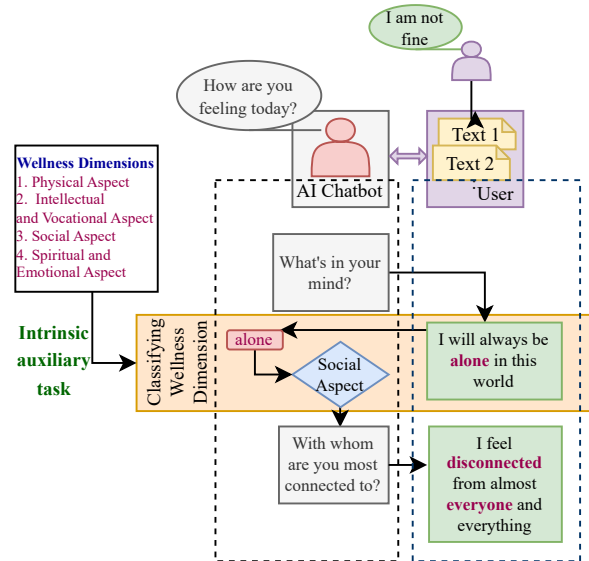 I am not
fine
How are you
feeling today?
Text 1
Text 2
AI Chatbot
User
Wellness Dimensions
1. Physical Aspect
2. Intellectual
and Vocational Aspect
3. Social Aspect
4. Spiritual and
Emotional Aspect
What's in your
mind?
Intrinsic
auxiliary
task
Classifying
Wellness
Dimension
alone
Social
Aspect
I will always be
alone in this
world
With whom
are you most
connected to?
I feel
disconnected
from almost
everyone and
everything